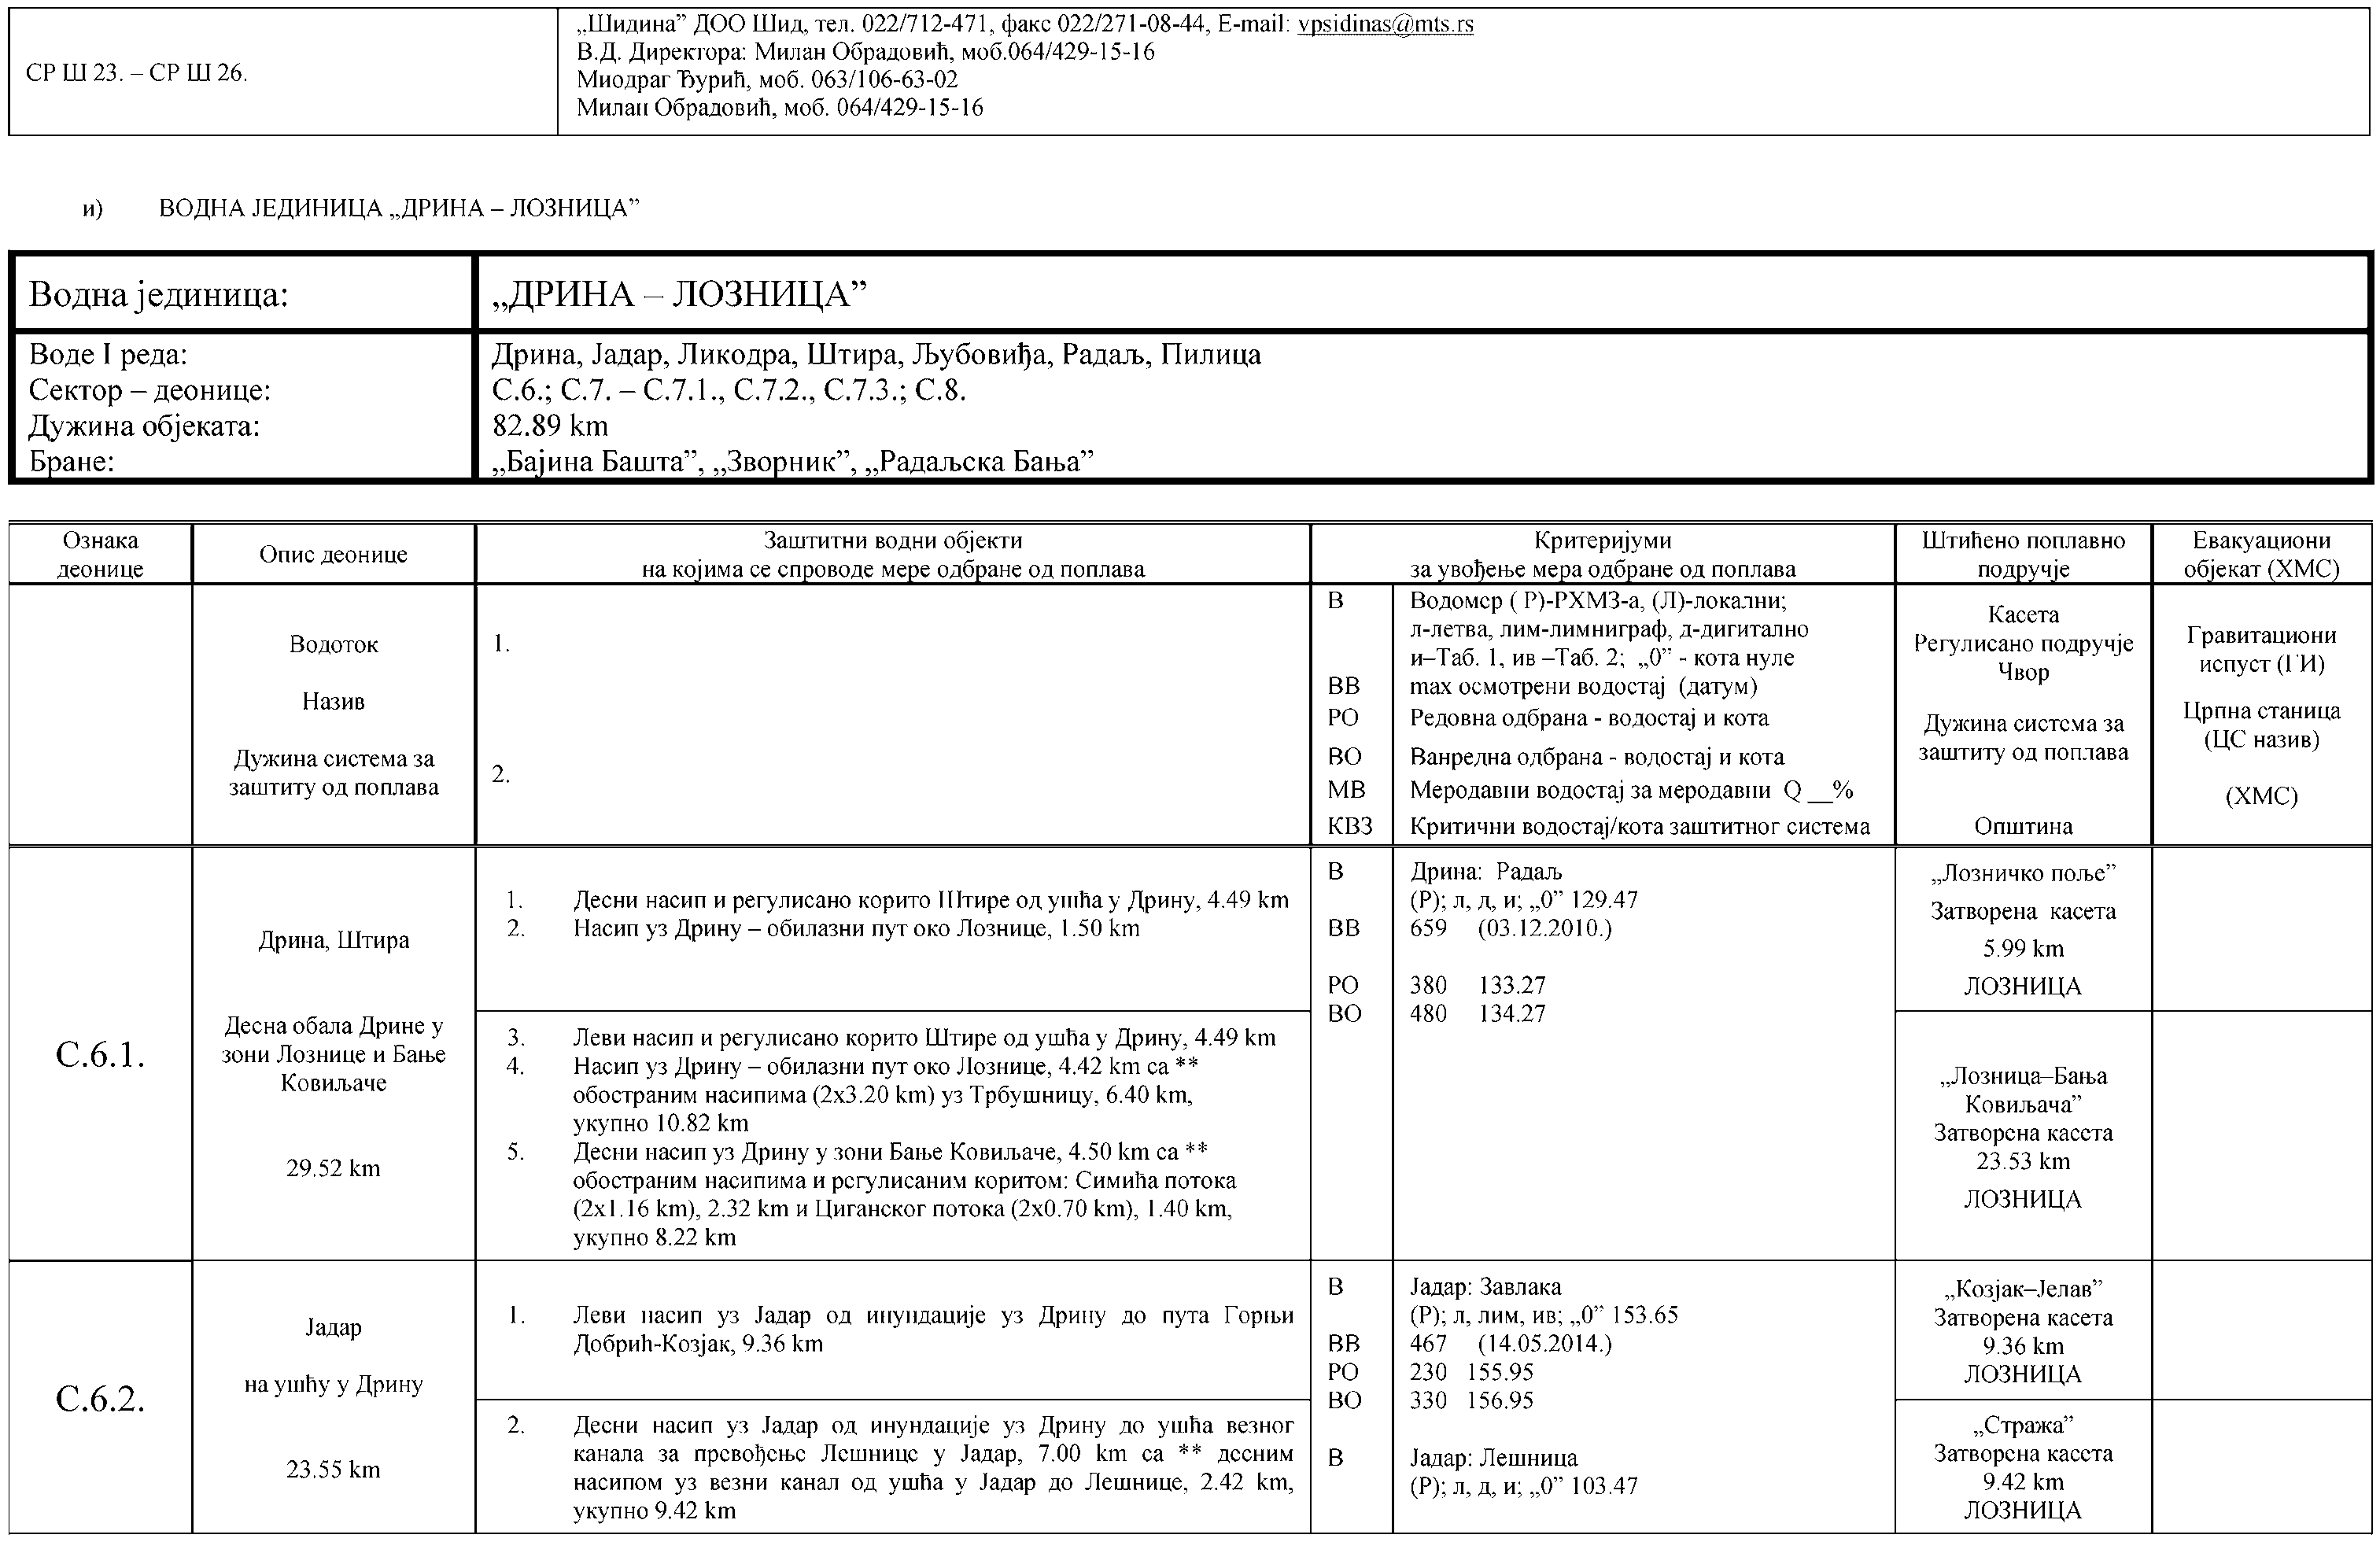 СР Ш 23. – СР Ш 26.
„Шидина” ДОО Шид, тел. 022/712-471, факс 022/271-08-44, E-mail: vpsidinas@mts.rs
В.Д. Директора: Милан Обрадовић, моб.064/429-15-16
Миодраг Ђурић, моб. 063/106-63-02
Милан Обрадовић, моб. 064/429-15-16
и) ВОДНА ЈЕДИНИЦА „ДРИНА – ЛОЗНИЦА”
Водна јединица: „ДРИНА – ЛОЗНИЦА”
Воде I реда: Дрина, Јадар, Ликодра, Штира, Љубовиђа, Радаљ, Пилица
Сектор – деонице: С.6.; С.7. – С.7.1., С.7.2., С.7.3.; С.8.
Дужина објеката: 82.89 km
Бране: „Бајина Башта”, „Зворник”, „Радаљска Бања”
Ознака
деонице
Опис деонице
Заштитни водни објекти
на којима се спроводе мере одбране од поплава
Критеријуми
за увођење мера одбране од поплава
Штићено поплавно
подручје
Евакуациони
објекат (ХМС)
Водоток
Назив
Дужина система за
заштиту од поплава
1.
2.
В Водомер ( Р)-РХМЗ-а, (Л)-локални;
л-летва, лим-лимниграф, д-дигитално
и–Таб. 1, ив –Таб. 2; „0” - кота нуле
ВВ max осмотрени водостај (датум)
РО Редовна одбрана - водостај и кота
ВО Ванредна одбрана - водостај и кота
МВ Меродавни водостај за меродавни Q __%
КВЗ Критични водостај/кота заштитног система
Касета
Регулисано подручје
Чвор
Дужина система за
заштиту од поплава
Општина
Гравитациони
испуст (ГИ)
Црпна станица
(ЦС назив)
(ХМС)
С.6.1.
Дрина, Штира
Десна обала Дрине у
зони Лознице и Бање
Ковиљаче
29.52 km
1. Десни насип и регулисано корито Штире од ушћа у Дрину, 4.49 km
2. Насип уз Дрину – обилазни пут око Лознице, 1.50 km
3. Леви насип и регулисано корито Штире од ушћа у Дрину, 4.49 km
4. Насип уз Дрину – обилазни пут око Лознице, 4.42 km са **
обостраним насипима (2x3.20 km) уз Трбушницу, 6.40 km,
укупно 10.82 km
5. Десни насип уз Дрину у зони Бање Ковиљаче, 4.50 km са **
обостраним насипима и регулисаним коритом: Симића потока
(2x1.16 km), 2.32 km и Циганског потока (2x0.70 km), 1.40 km,
укупно 8.22 km
В Дрина: Радаљ
(Р); л, д, и; „0” 129.47
ВВ 659 (03.12.2010.)
РО 380 133.27
ВО 480 134.27
„Лозничко поље”
Затворена касета
5.99 km
ЛОЗНИЦА
„Лозница–Бања
Ковиљача”
Затворена касета
23.53 km
ЛОЗНИЦА
С.6.2.
Јадар
на ушћу у Дрину
23.55 km
1. Леви насип уз Јадар од инундације уз Дрину до пута Горњи
Добрић-Козјак, 9.36 km
2. Десни насип уз Јадар од инундације уз Дрину до ушћа везног
канала за превођење Лешнице у Јадар, 7.00 km са ** десним
насипом уз везни канал од ушћа у Јадар до Лешнице, 2.42 km,
укупно 9.42 km
В Јадар: Завлака
(Р); л, лим, ив; „0” 153.65
ВВ 467 (14.05.2014.)
РО 230 155.95
ВО 330 156.95
В Јадар: Лешница
(Р); л, д, и; „0” 103.47
„Козјак–Јелав”
Затворена касета
9.36 km
ЛОЗНИЦА
„Стража”
Затворена касета
9.42 km
ЛОЗНИЦА